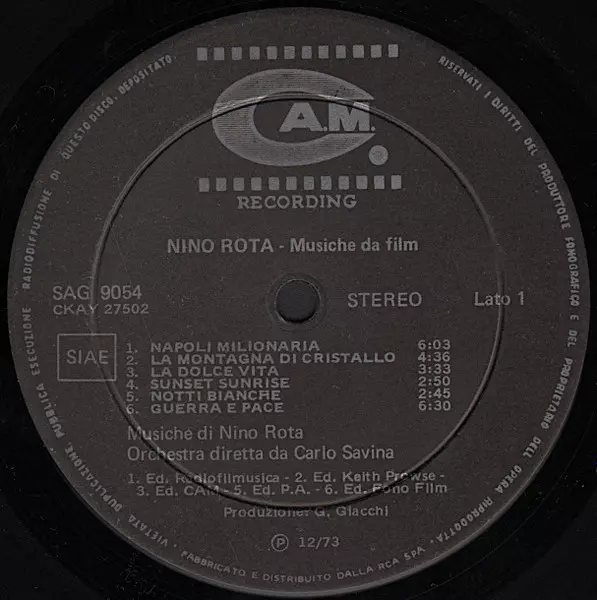 RISERVATI I DIRITTI DEL PRODUTTORE FONOGRAFICO E DEL PROPRIETARIO DELL'OPERA RIPRODOTTA - VIETATA DUPLICAZIONE, PUBBLICA ESECUZIONE RADIODIFFUSIONE DI QUESTO DISCO. DEPOSITATO.
C A.M.
RECORDING
NINO ROTA - Musiche da film
SAG 9054
CKAY 27502
STEREO
Lato 1
SIAE
1. NAPOLI MILIONARIA 6:03
2. LA MONTAGNA DI CRISTALLO 4:36
3. LA DOLCE VITA 3:33
4. SUNSET SUNRISE 2:50
5. NOTTI BIANCHE 2:45
6. GUERRA E PACE 6:30
Musiche di Nino Rota
Orchestra diretta da Carlo Savina
1. Ed. Radiofilmusica - 2. Ed. Keith Prowse -
3. Ed. CAM - 5. Ed. P.A. - 6. Ed. Fono Film
Produzione: G. Giacchi
Ⓟ 12/73
FABBRICATO E DISTRIBUITO DALLA RCA SPA